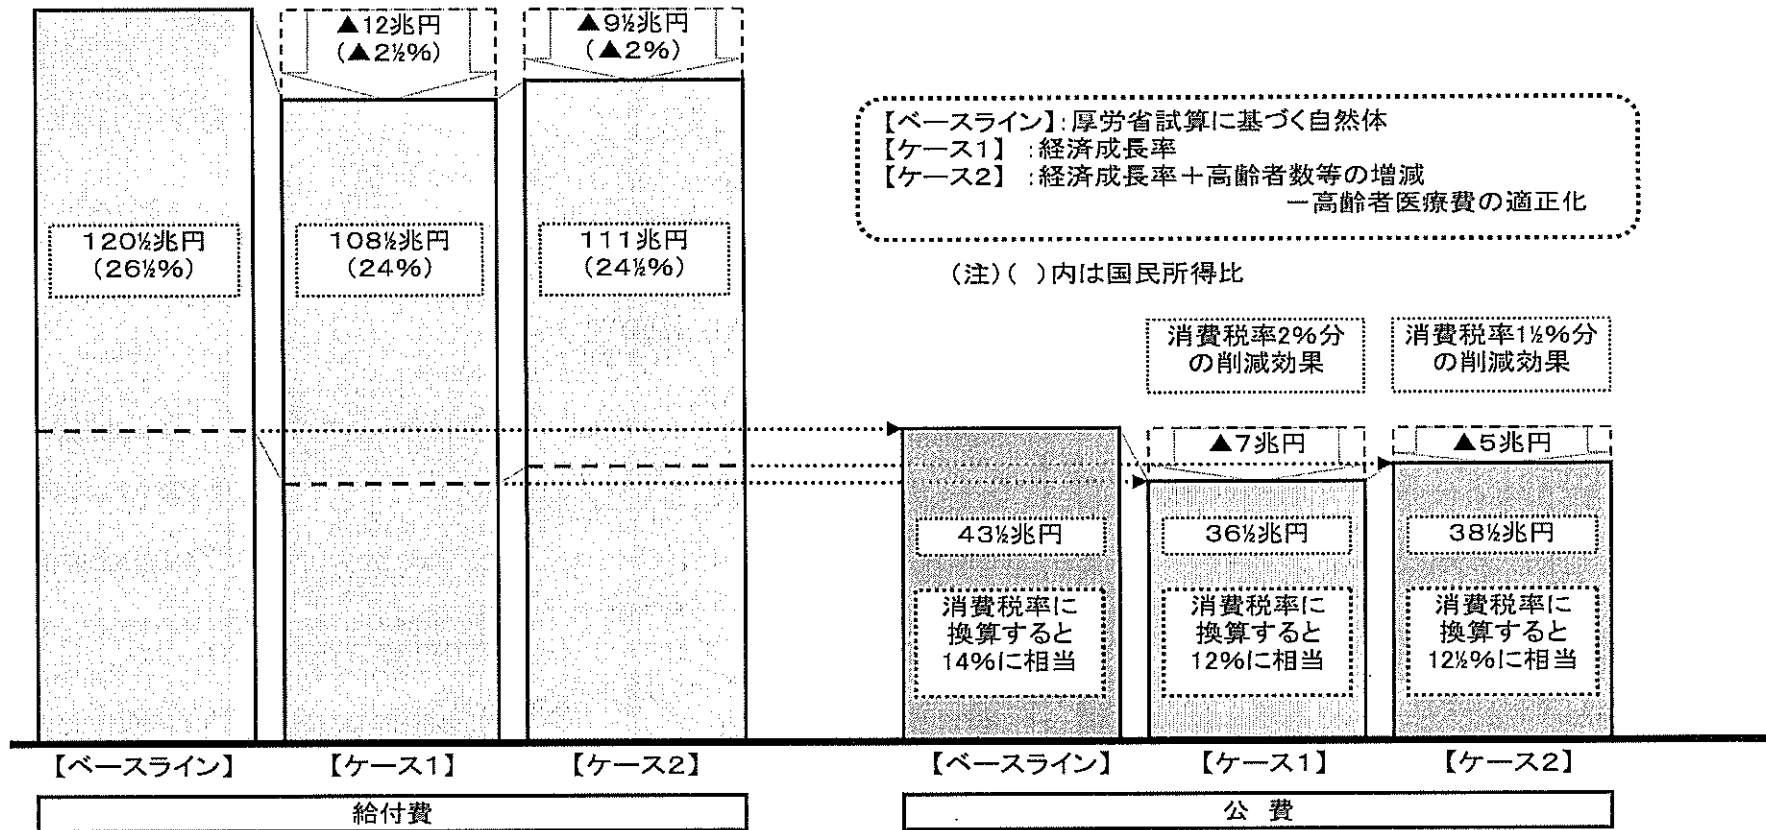 ▲12兆円
(▲2½%)
▲9½兆円
(▲2%)
【ベースライン】:厚労省試算に基づく自然体
【ケース1】 :経済成長率
【ケース2】 :経済成長率+高齢者数等の増減
-高齢者医療費の適正化
120½兆円
(26½%)
108½兆円
(24%)
111兆円
(24½%)
(注)( )内は国民所得比
消費税率2%分
の削減効果
消費税率1½%分
の削減効果
▲7兆円
▲5兆円
43½兆円
36½兆円
38½兆円
消費税率に
換算すると
14%に相当
消費税率に
換算すると
12%に相当
消費税率に
換算すると
12½%に相当
【ベースライン】
【ケース1】
【ケース2】
【ベースライン】
【ケース1】
【ケース2】
給付費
公 費